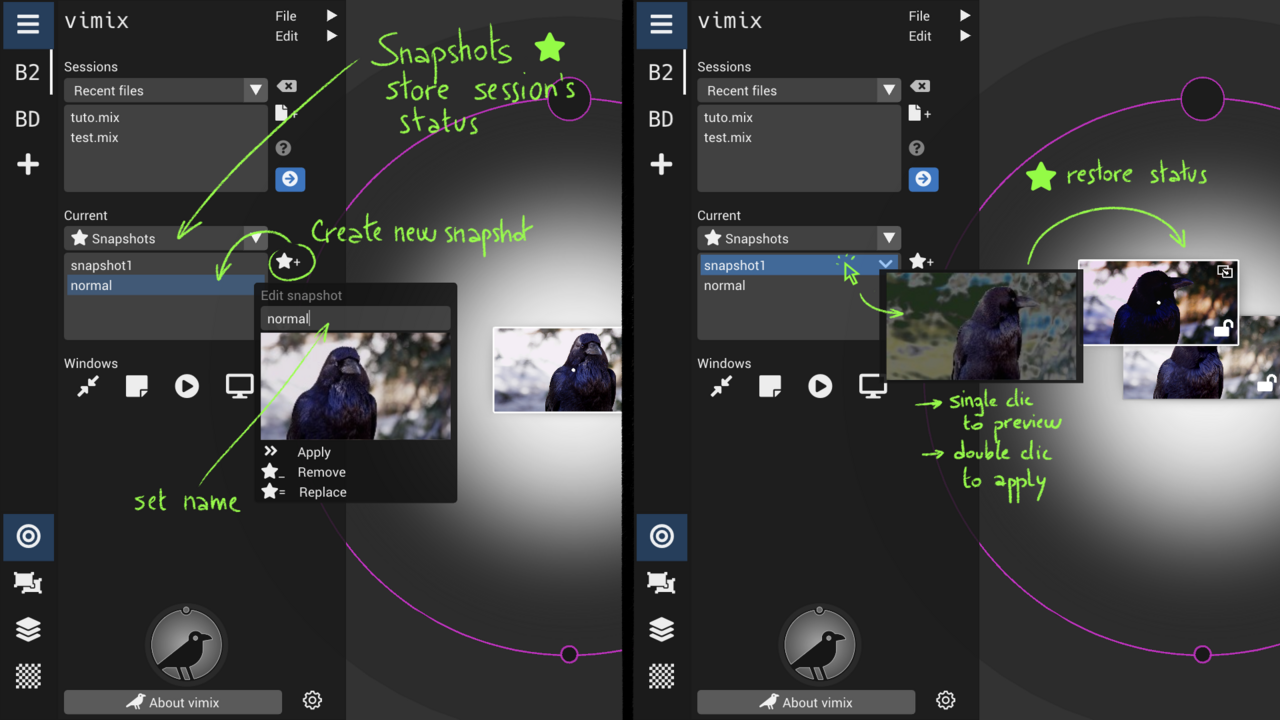 vimix
File
Edit
B2
BD
Sessions
Recent files
tuto.mix
test.mix
Snapshots
store session's
status
Current
Snapshots
snapshot1
normal
Create new snapshot
Edit snapshot
normal
Apply
Remove
Replace
Windows
set name
About vimix
vimix
File
Edit
B2
BD
Sessions
Recent files
tuto.mix
test.mix
restore status
Current
Snapshots
snapshot1
normal
Windows
→ single clic
to preview
→ double clic
to apply
About vimix